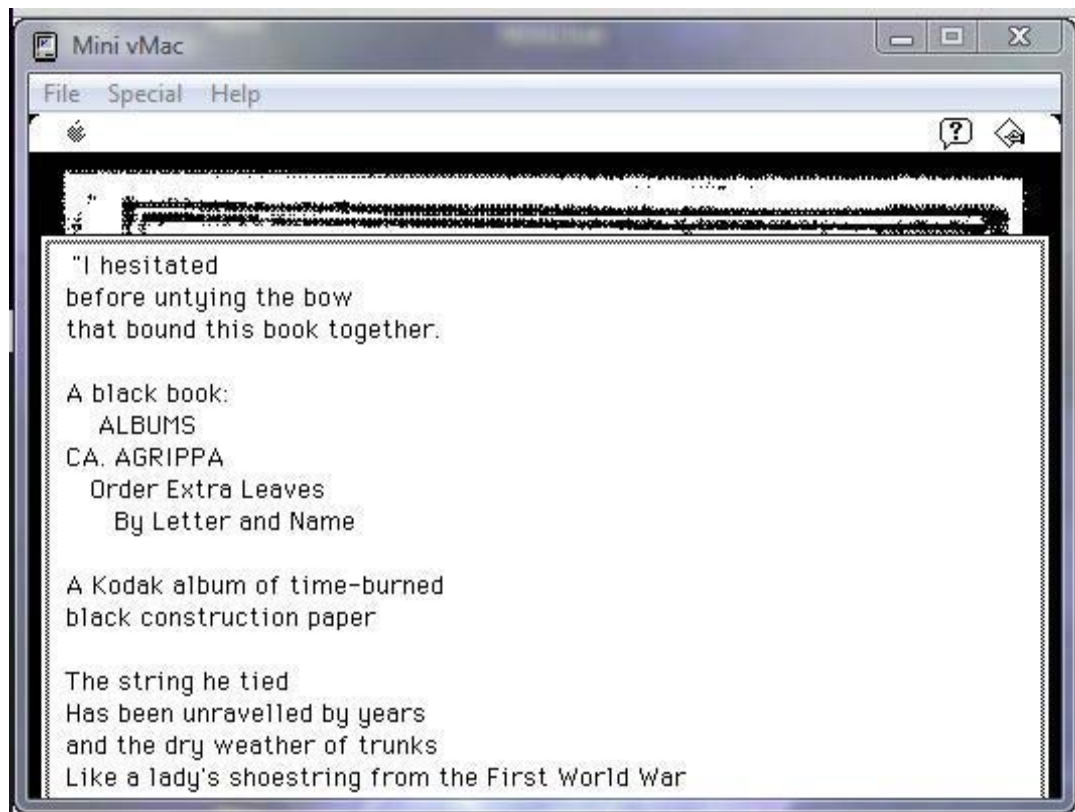 Mini vMac
File Special Help
?
"I hesitated
before untying the bow
that bound this book together.
A black book:
ALBUMS
CA. AGRIPPA
Order Extra Leaves
By Letter and Name
A Kodak album of time-burned
black construction paper
The string he tied
Has been unravelled by years
and the dry weather of trunks
Like a lady's shoestring from the First World War